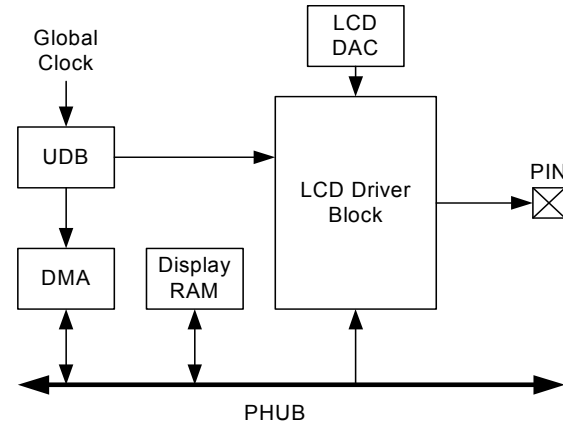 Global
Clock
LCD
DAC
UDB
LCD Driver
Block
PIN
DMA
Display
RAM
PHUB